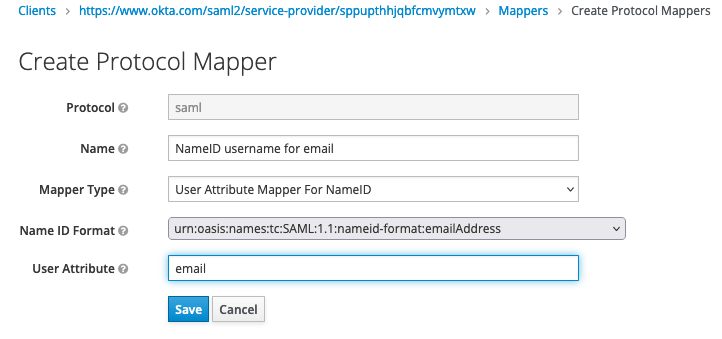 Clients > https://www.okta.com/saml2/service-provider/sppupthhjqbfcmvymtxw > Mappers > Create Protocol Mappers
Create Protocol Mapper
Protocol saml
Name NameID username for email
Mapper Type User Attribute Mapper For NameID
Name ID Format urn:oasis:names:tc:SAML:1.1:nameid-format:emailAddress
User Attribute email
Save Cancel